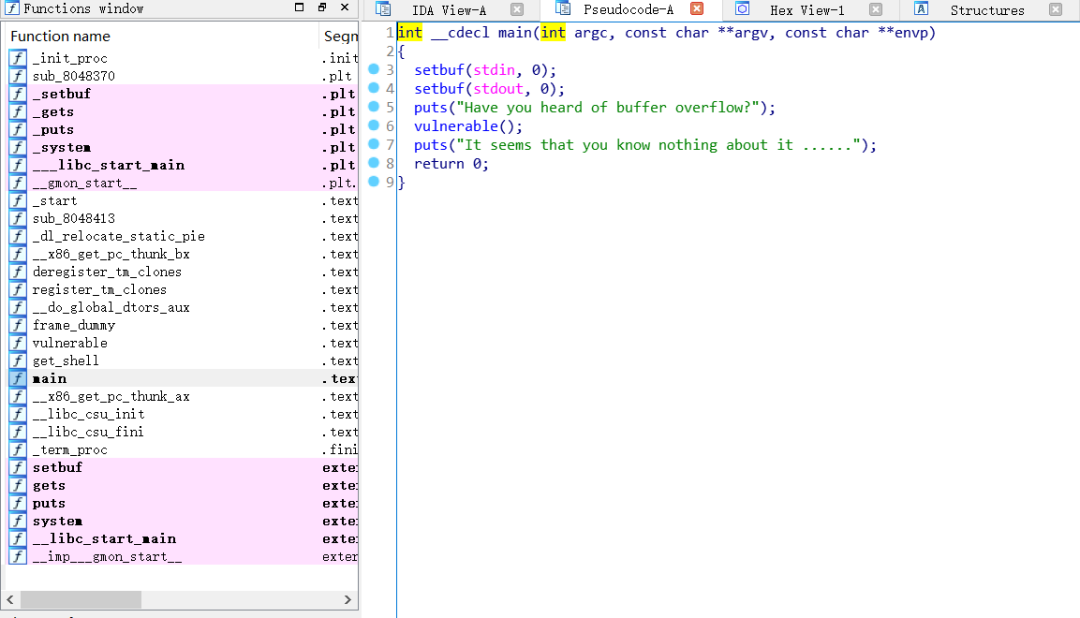 Functions window
IDA View-A
Pseudocode-A
Hex View-1
Structures
Function name
Segm
_init_proc
.init
sub_8048370
.plt
_setbuf
.plt
_gets
.plt
_puts
.plt
_system
.plt
___libc_start_main
.plt
__gmon_start__
.plt.
_start
.text
sub_8048413
.text
_dl_relocate_static_pie
.text
__x86_get_pc_thunk_bx
.text
deregister_tm_clones
.text
register_tm_clones
.text
__do_global_dtors_aux
.text
frame_dummy
.text
vulnerable
.text
get_shell
.text
main
.tex
__x86_get_pc_thunk_ax
.text
__libc_csu_init
.text
__libc_csu_fini
.text
_term_proc
.fini
setbuf
exte
gets
exte
puts
exte
system
exte
__libc_start_main
exte
__imp___gmon_start__
exter
1 int __cdecl main(int argc, const char **argv, const char **envp)
2 {
3 setbuf(stdin, 0);
4 setbuf(stdout, 0);
5 puts("Have you heard of buffer overflow?");
6 vulnerable();
7 puts("It seems that you know nothing about it ......");
8 return 0;
9 }